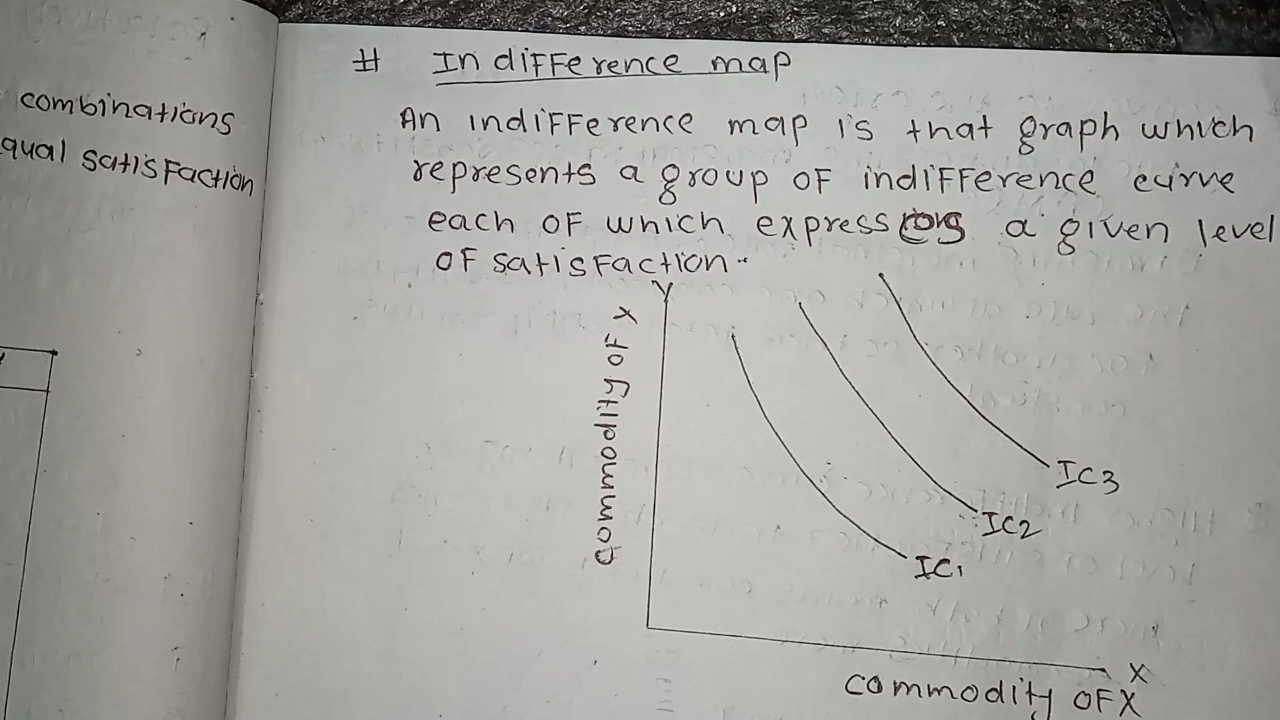 combinations
qual satisfaction
# Indifference map
An indifference map is that graph which
represents a group of indifference curve
each of which express a given level
of satisfaction.
Y
commodity of X
IC3
IC2
IC1
X
commodity of X